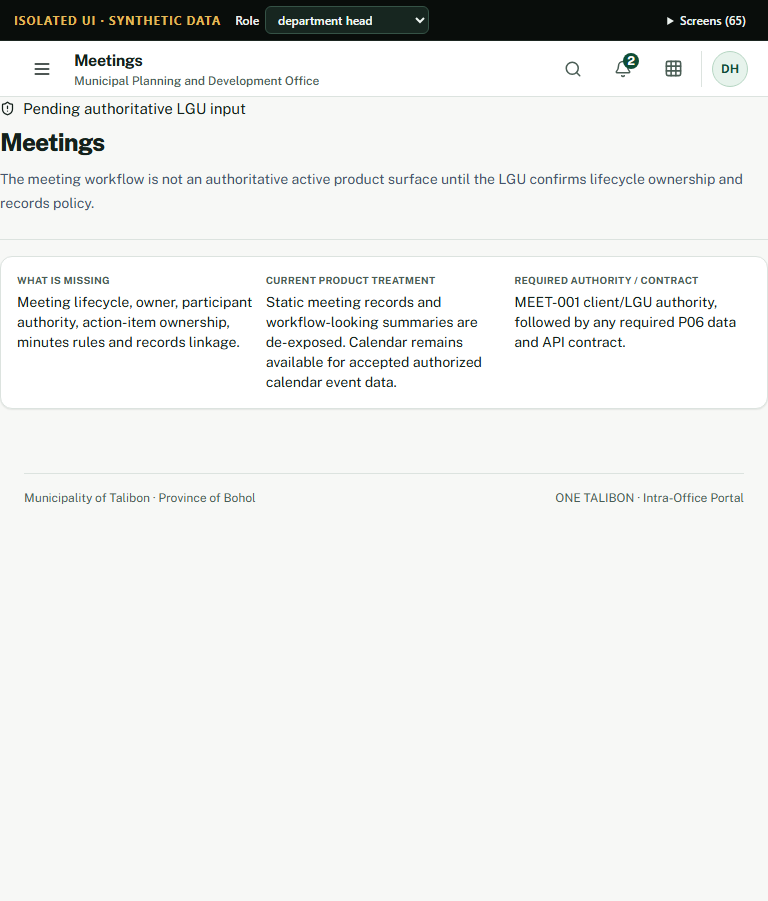 ISOLATED UI · SYNTHETIC DATA Role department head Screens (65)
Meetings
Municipal Planning and Development Office
2
DH
Pending authoritative LGU input
Meetings
The meeting workflow is not an authoritative active product surface until the LGU confirms lifecycle ownership and
records policy.
WHAT IS MISSING
Meeting lifecycle, owner, participant
authority, action-item ownership,
minutes rules and records linkage.
CURRENT PRODUCT TREATMENT
Static meeting records and
workflow-looking summaries are
de-exposed. Calendar remains
available for accepted authorized
calendar event data.
REQUIRED AUTHORITY / CONTRACT
MEET-001 client/LGU authority,
followed by any required P06 data
and API contract.
Municipality of Talibon · Province of Bohol
ONE TALIBON · Intra-Office Portal